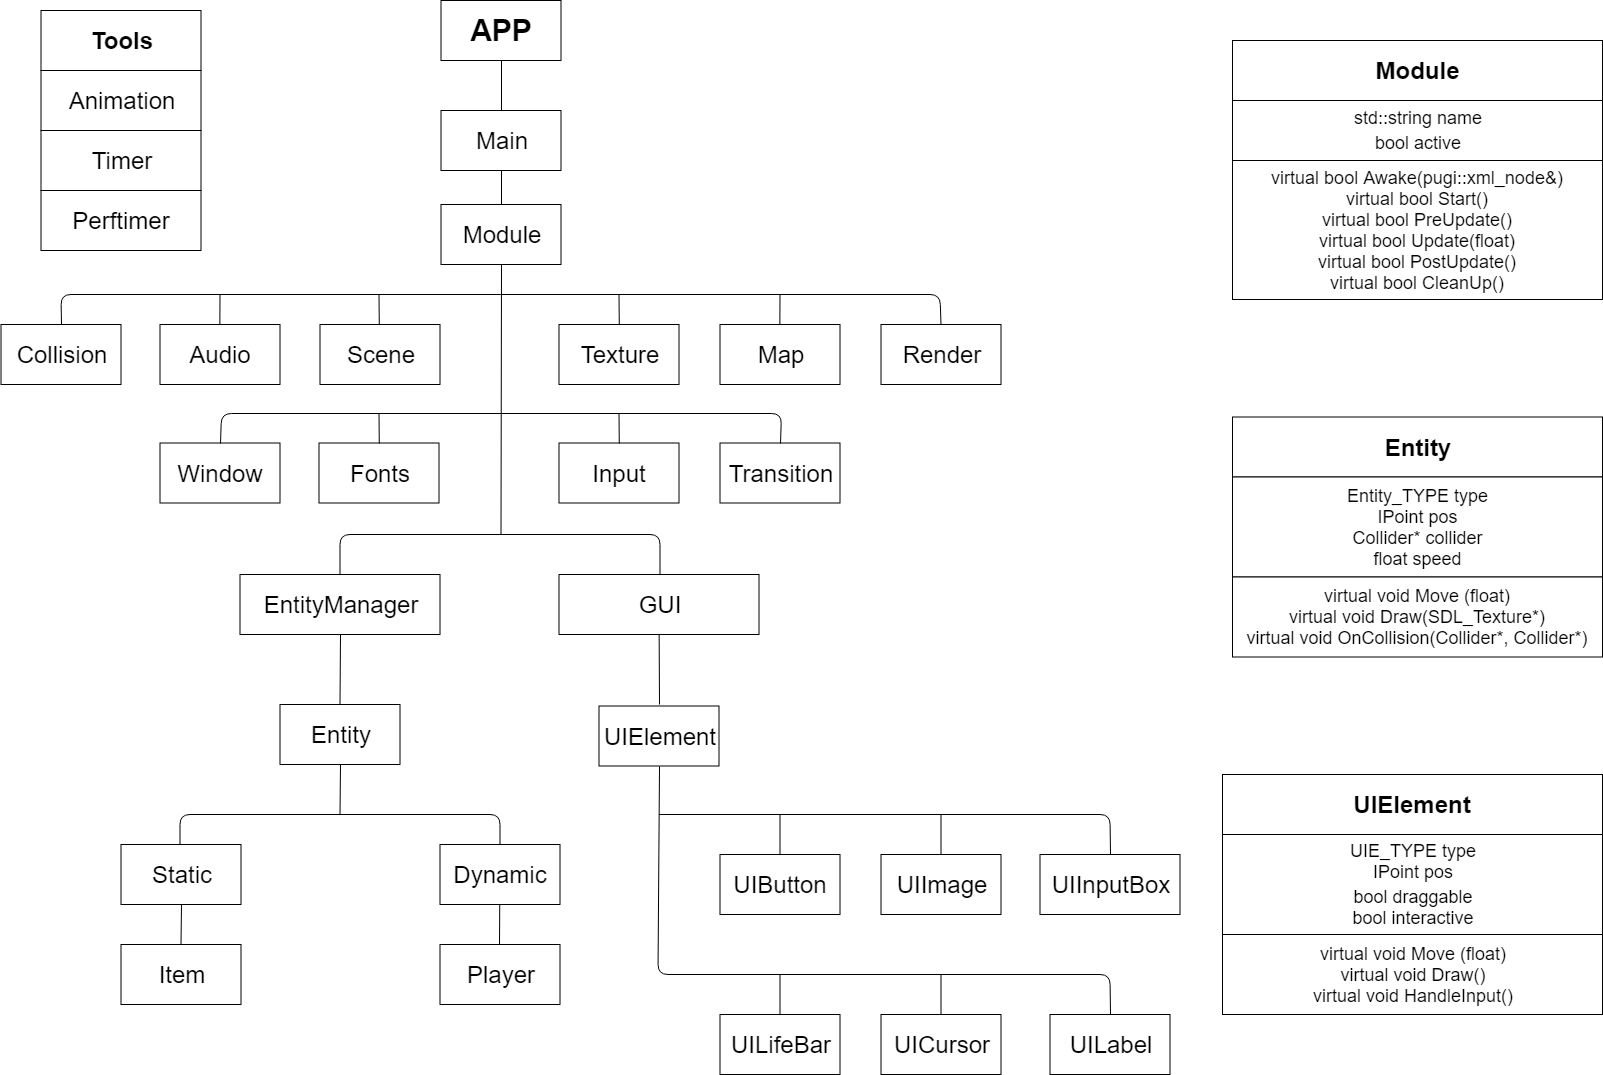 Tools
Animation
Timer
Perftimer
APP
Main
Module
Collision
Audio
Scene
Texture
Map
Render
Window
Fonts
Input
Transition
EntityManager
GUI
Entity
UIElement
Static
Dynamic
Item
Player
UIButton
UIImage
UIInputBox
UILifeBar
UICursor
UILabel
Module
std::string name
bool active
virtual bool Awake(pugi::xml_node&)
virtual bool Start()
virtual bool PreUpdate()
virtual bool Update(float)
virtual bool PostUpdate()
virtual bool CleanUp()
Entity
Entity_TYPE type
IPoint pos
Collider* collider
float speed
virtual void Move (float)
virtual void Draw(SDL_Texture*)
virtual void OnCollision(Collider*, Collider*)
UIElement
UIE_TYPE type
IPoint pos
bool draggable
bool interactive
virtual void Move (float)
virtual void Draw()
virtual void HandleInput()